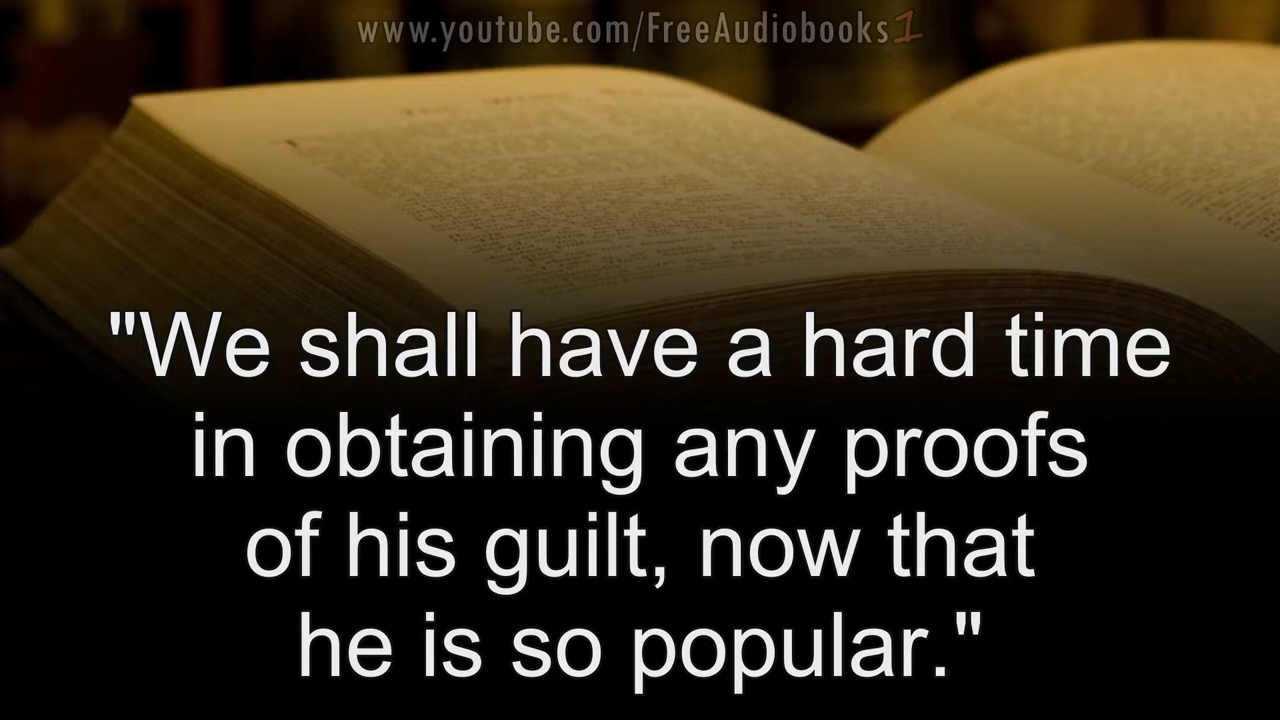 www.youtube.com/FreeAudiobooks1
"We shall have a hard time
in obtaining any proofs
of his guilt, now that
he is so popular."